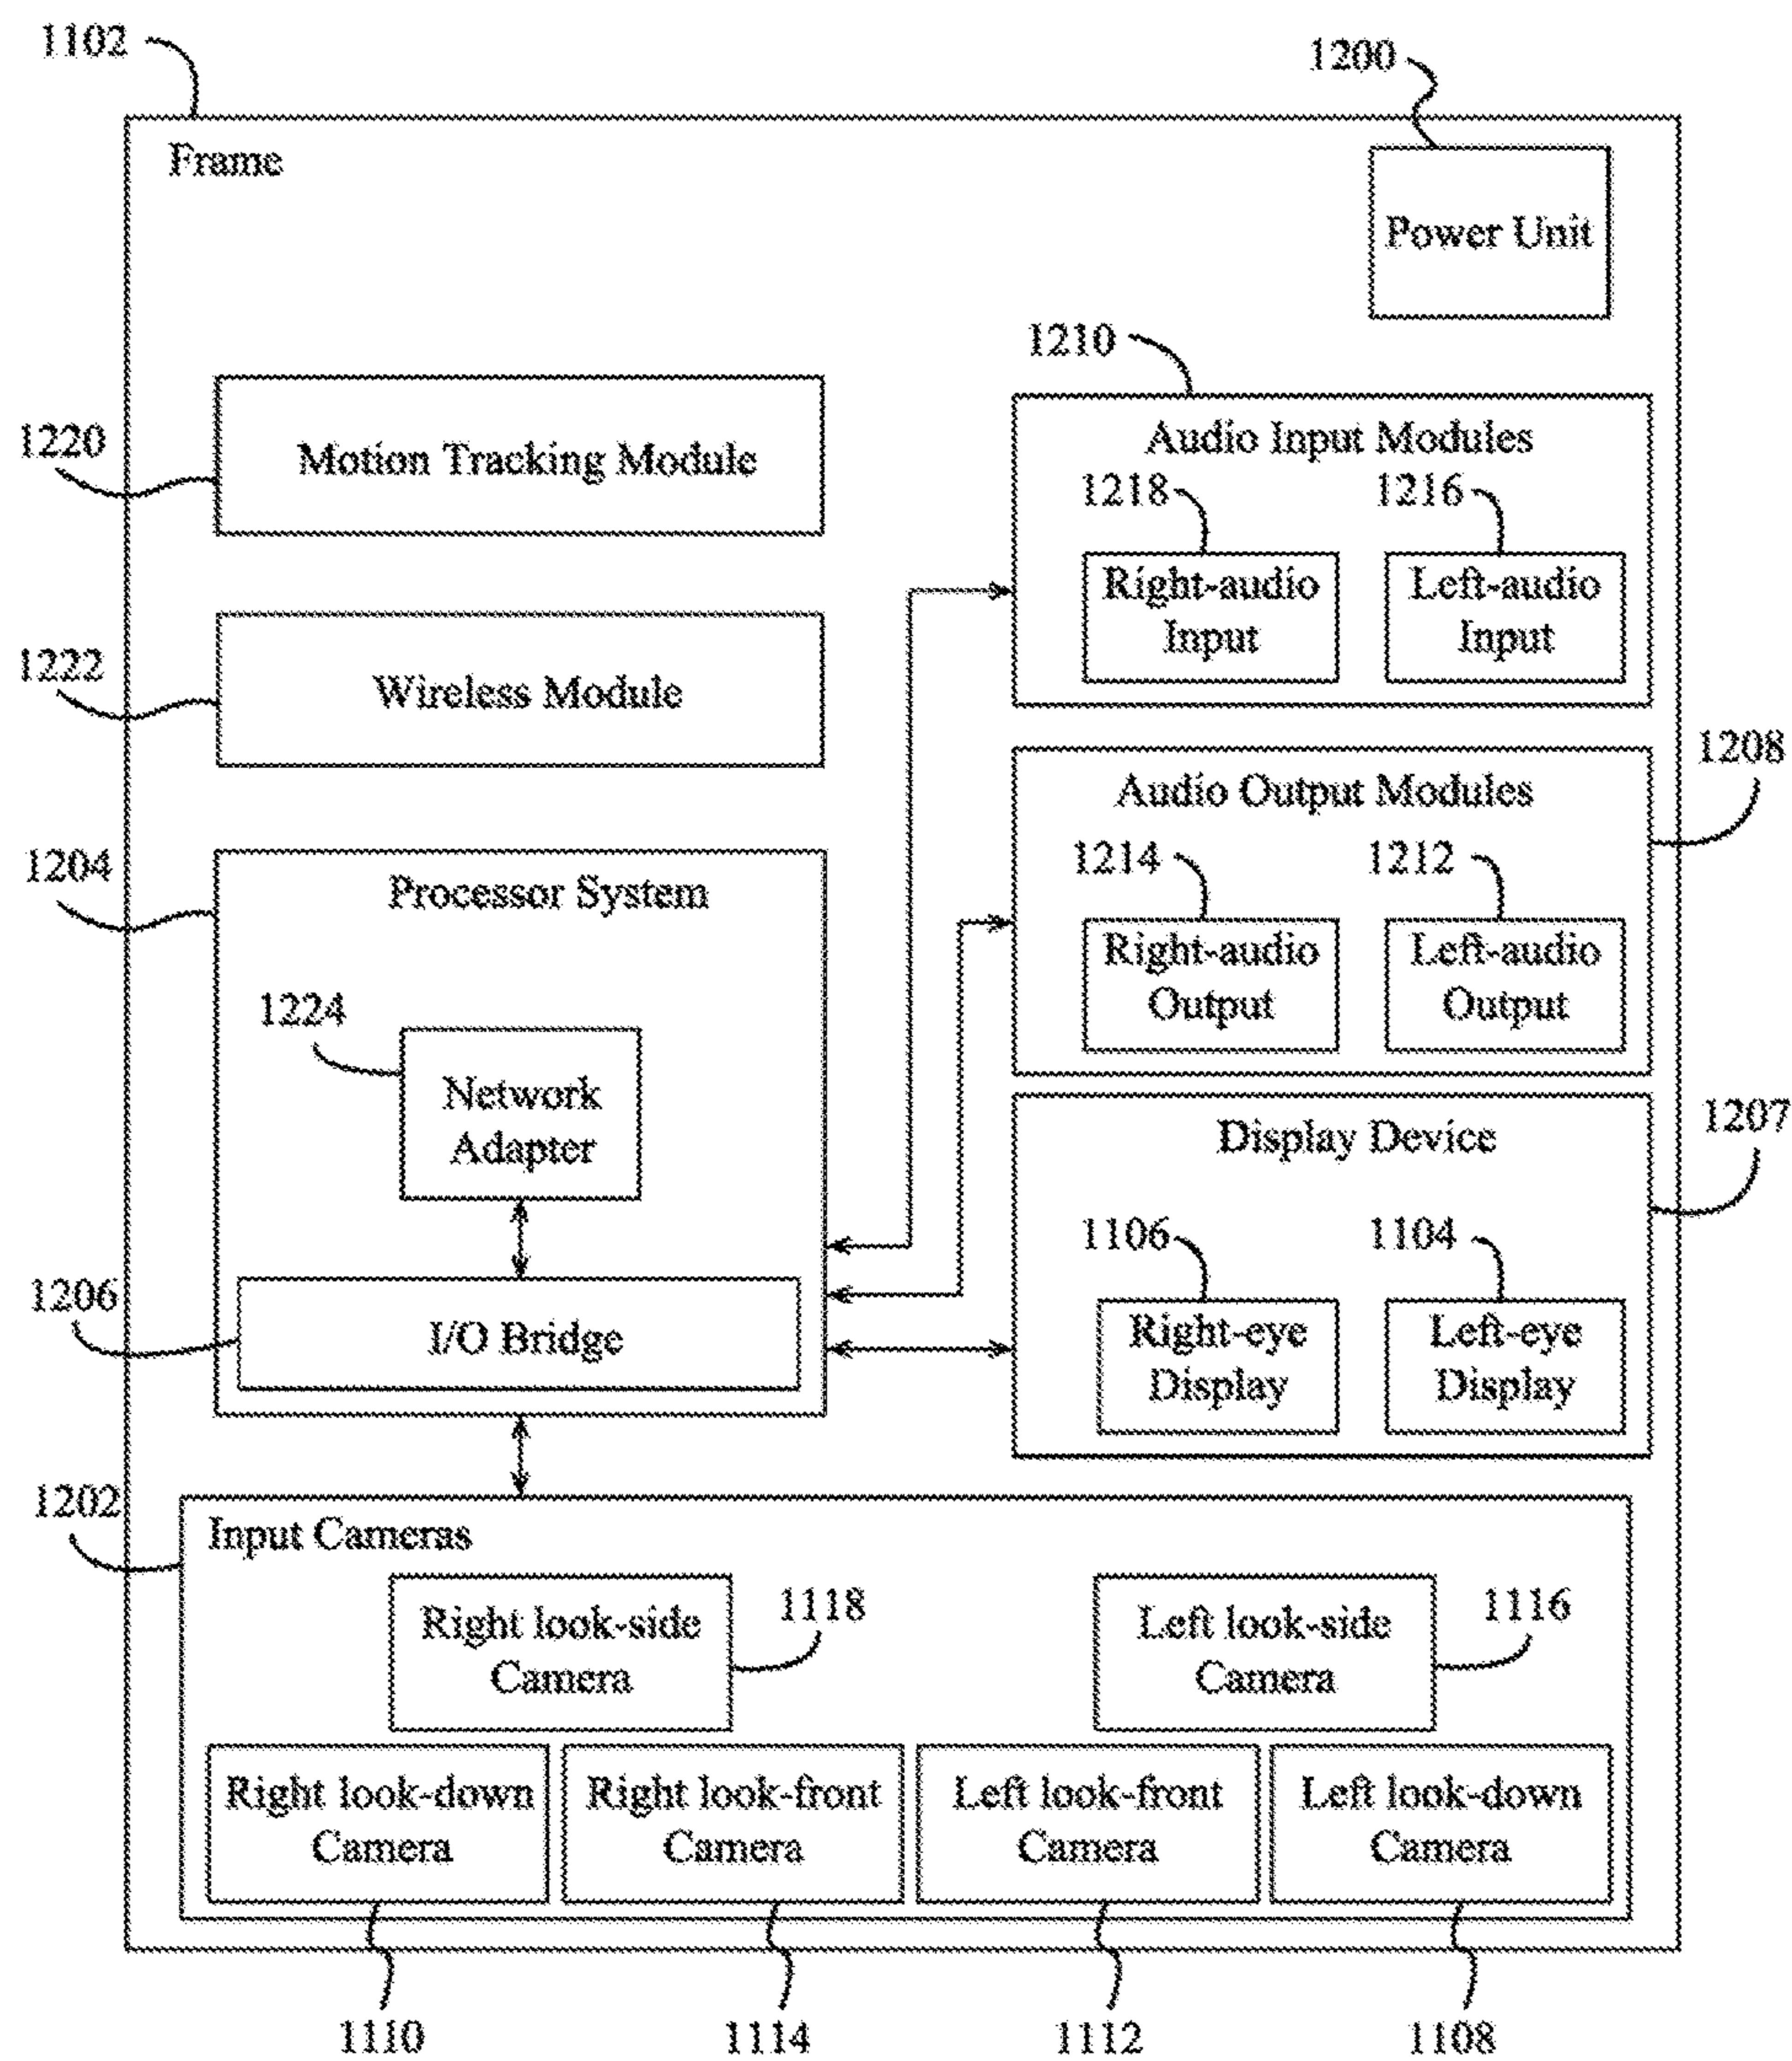 1102
1200
Frame
Power Unit
1210
1220
Motion Tracking Module
Audio Input Modules
1218
1216
Right-audio
Input
Left-audio
Input
1222
Wireless Module
1208
Audio Output Modules
1214
1212
Right-audio
Output
Left-audio
Output
1204
Processor System
1224
Network
Adapter
1207
Display Device
1106
1104
Right-eye
Display
Left-eye
Display
1206
I/O Bridge
1202
Input Cameras
Right look-side
Camera
1118
Left look-side
Camera
1116
Right look-down
Camera
Right look-front
Camera
Left look-front
Camera
Left look-down
Camera
1110
1114
1112
1108